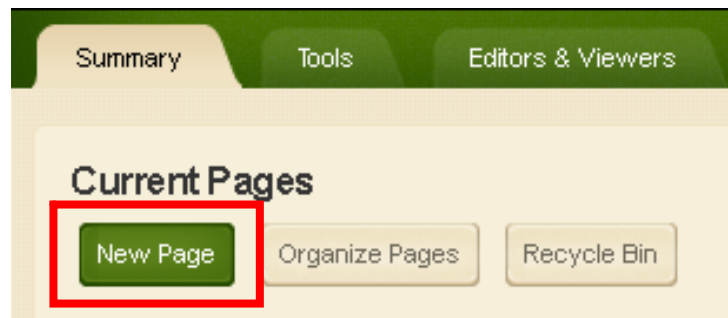 Summary Tools Editors & Viewers
Current Pages
New Page Organize Pages Recycle Bin